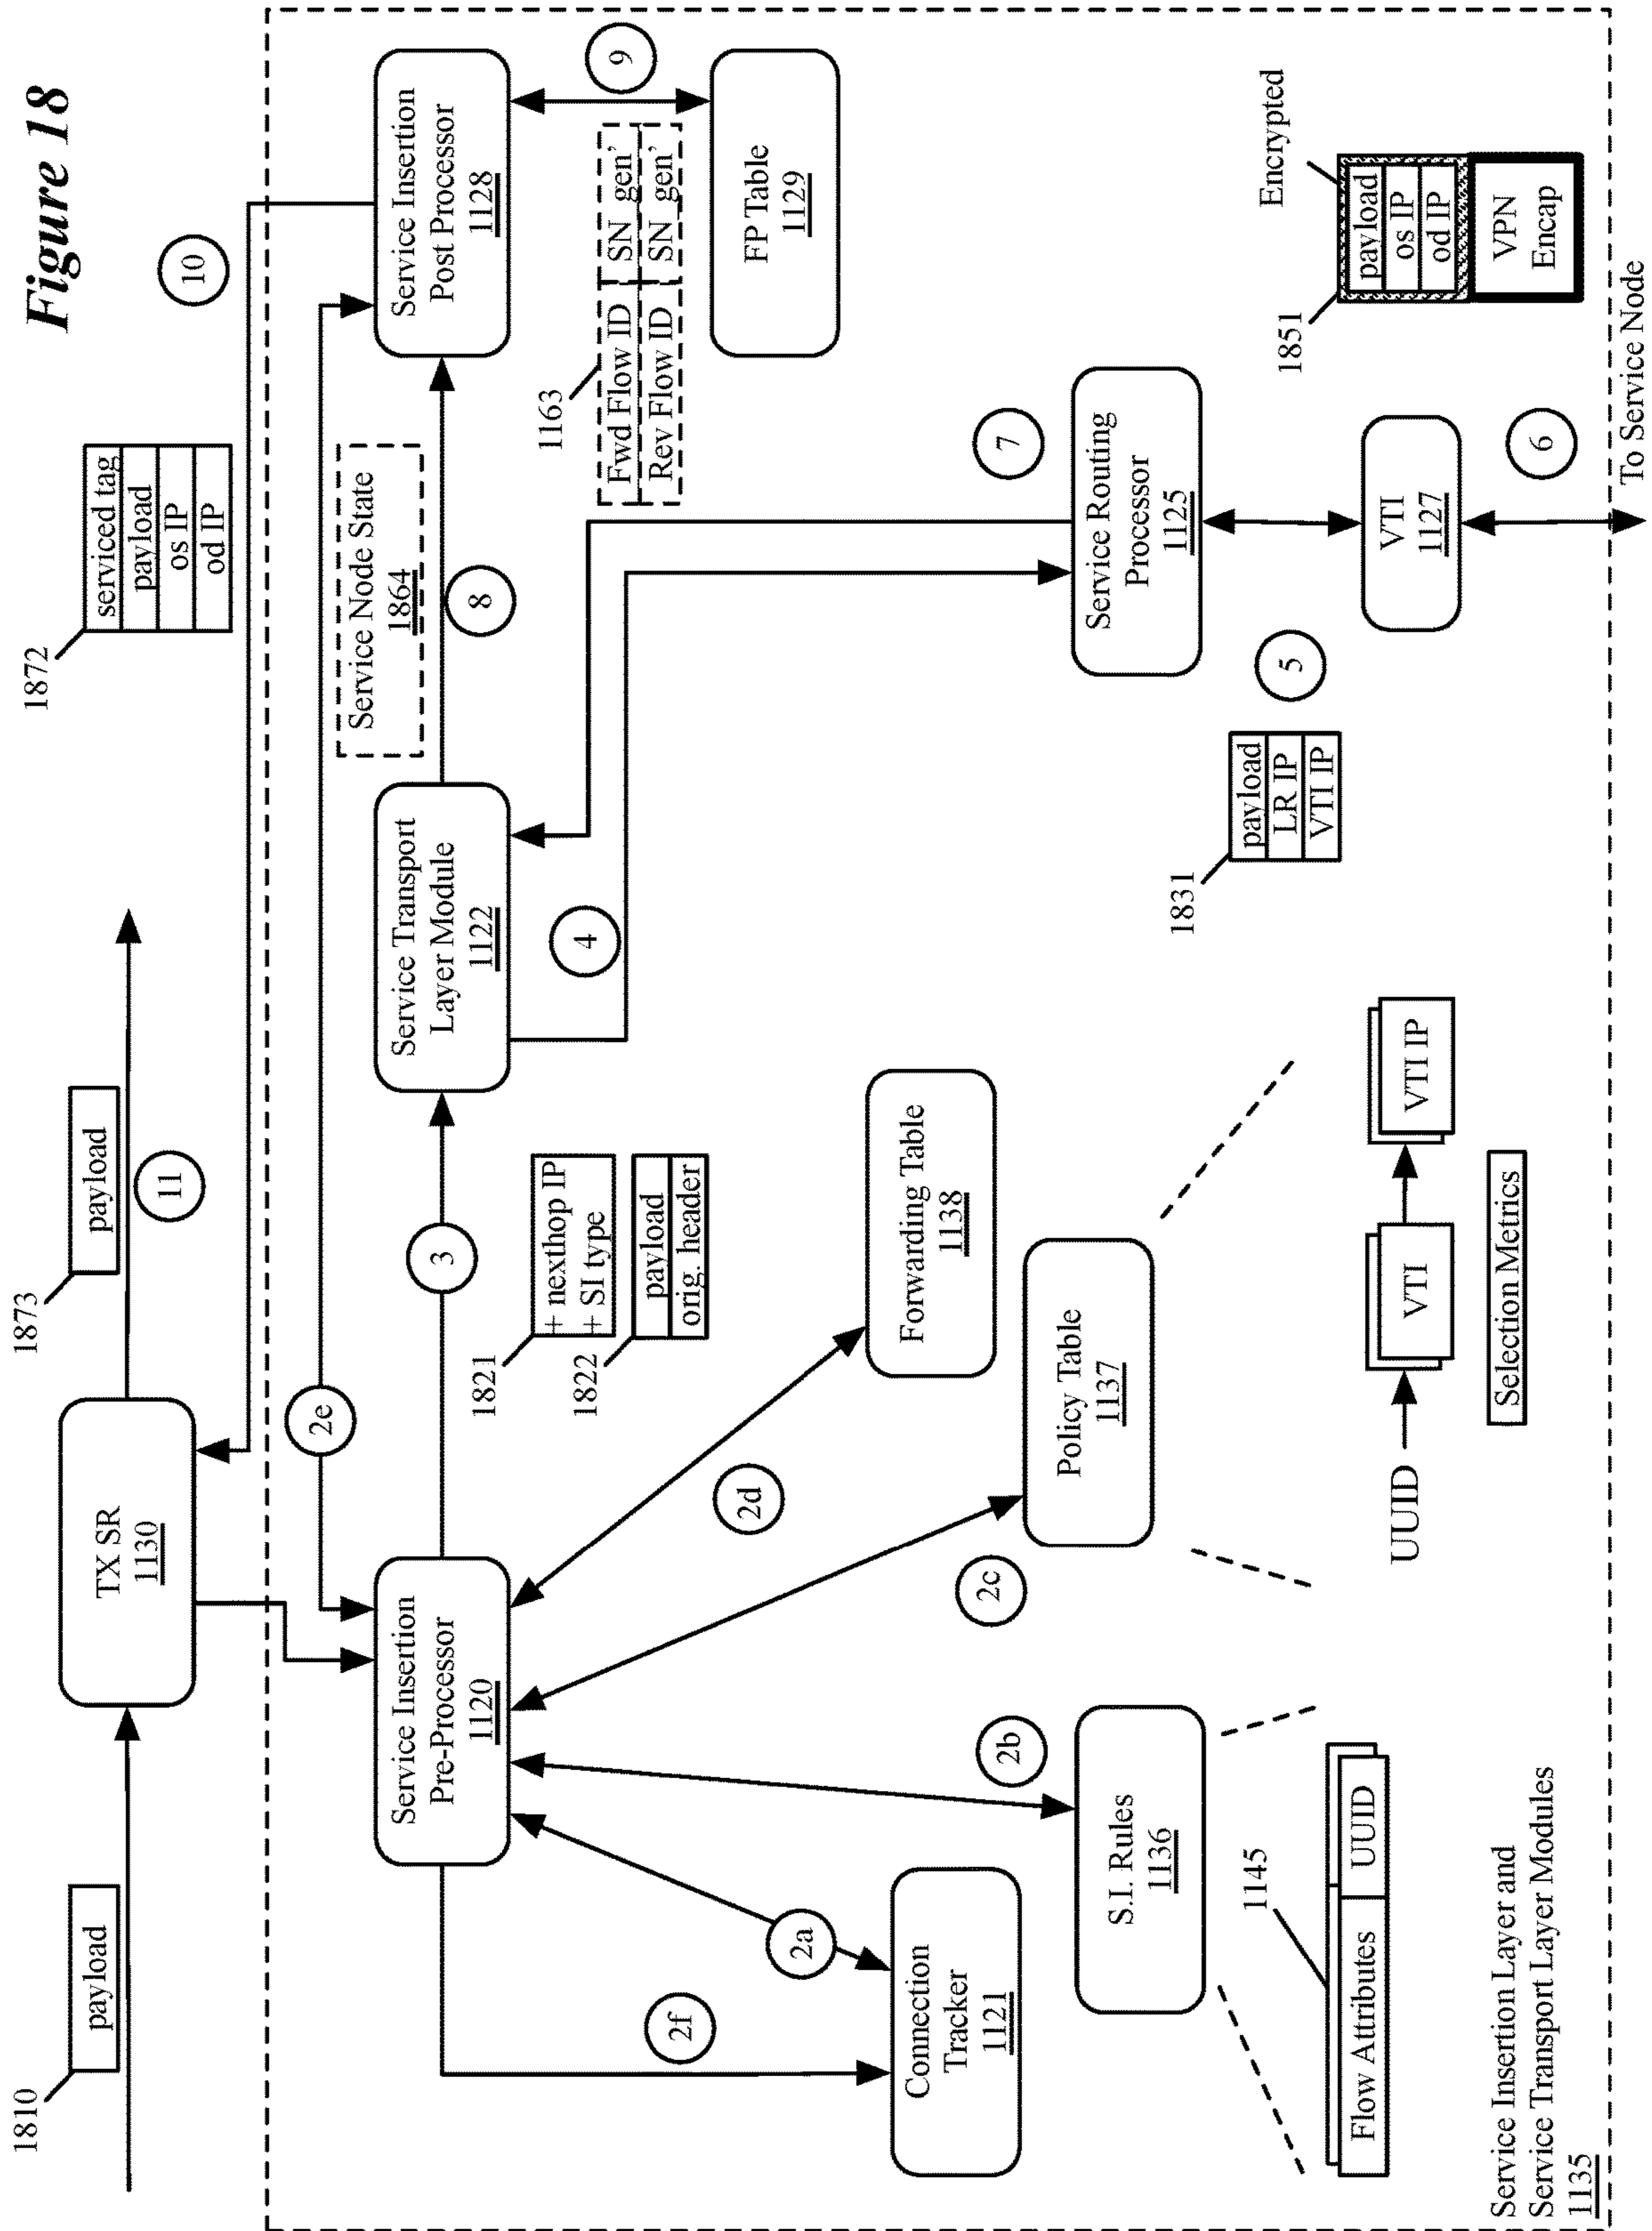 Figure 18
1810
payload
TX SR
1130
1873
payload
11
1872
serviced tag
payload
os IP
od IP
10
2e
Service Insertion
Pre-Processor
1120
3
1821
+ nexthop IP
+ SI type
1822
payload
orig. header
Service Transport
Layer Module
1122
Service Node State
1864
8
4
Service Insertion
Post Processor
1128
9
1163
Fwd Flow ID
SN_gen’
Rev Flow ID
SN_gen’
FP Table
1129
2f
2a
Connection
Tracker
1121
2b
S.I. Rules
1136
2c
2d
Policy Table
1137
Forwarding Table
1138
7
Service Routing
Processor
1125
5
1831
payload
LR IP
VTI IP
VTI
1127
6
To Service Node
1851
Encrypted
payload
os IP
od IP
VPN
Encap
1145
Flow Attributes
UUID
UUID
VTI
VTI IP
Selection Metrics
Service Insertion Layer and
Service Transport Layer Modules
1135